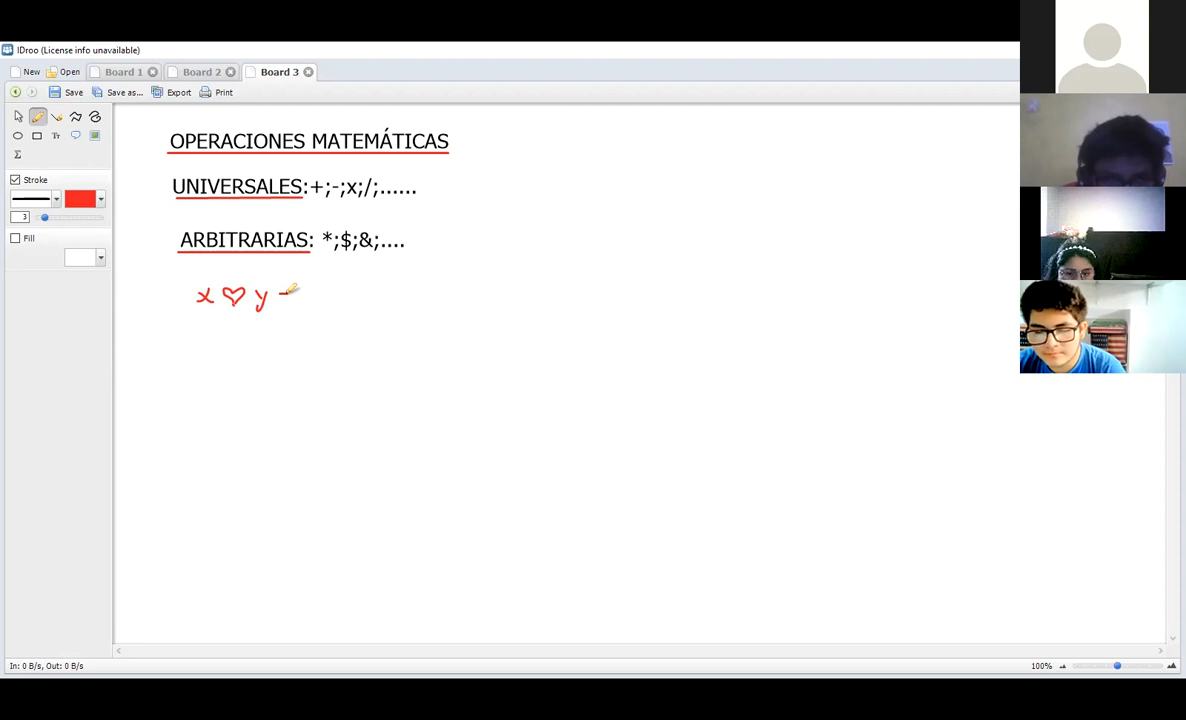 IDroo (License info unavailable)
New Open Board 1 Board 2 Board 3
Save Save as... Export Print
OPERACIONES MATEMÁTICAS
Tт
Σ
Stroke
UNIVERSALES:+;-;x;/;......
3
Fill
ARBITRARIAS: *;$;&;....
x ♡ y -
In: 0 B/s, Out: 0 B/s 100%